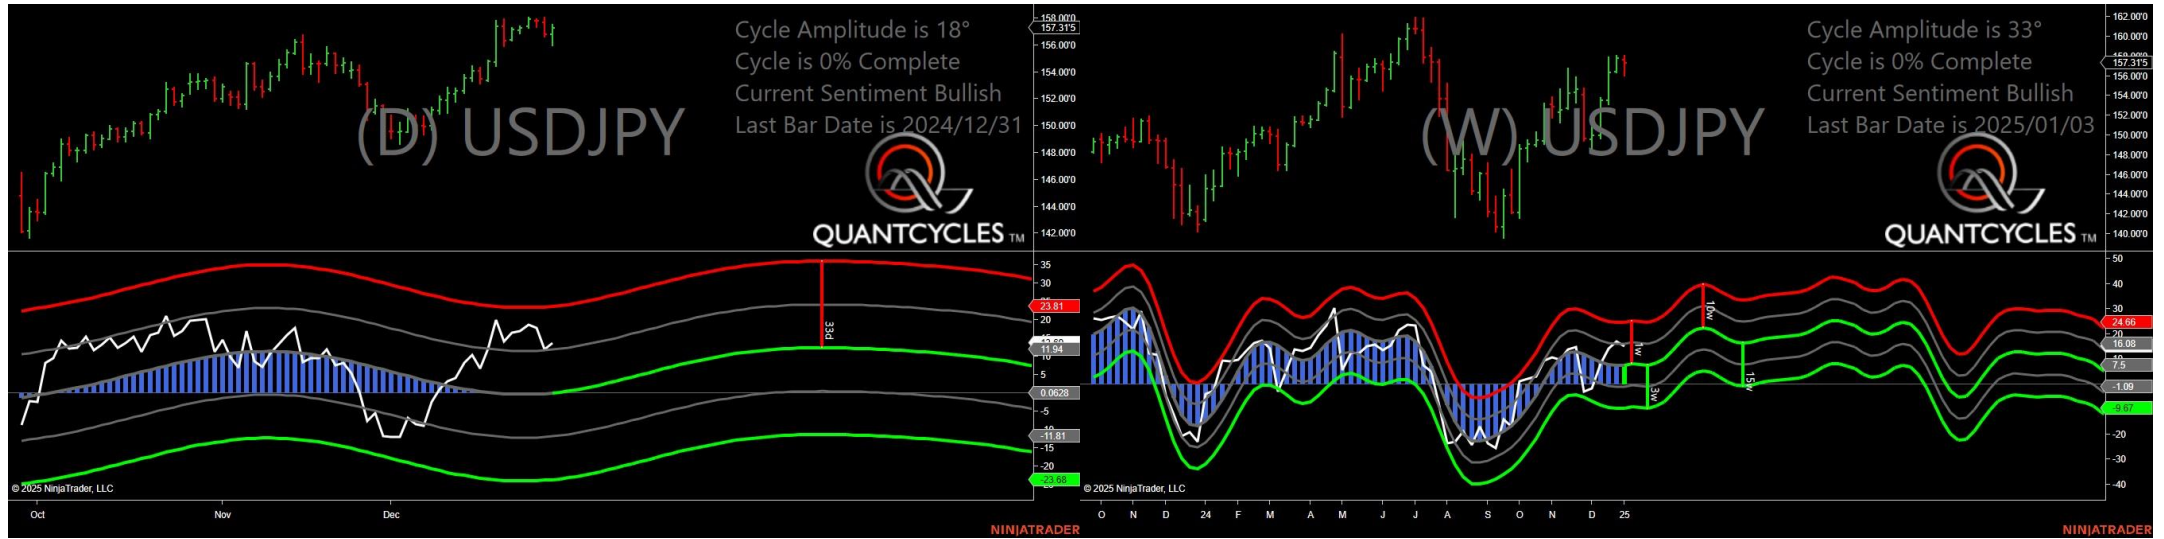 Cycle Amplitude is 18°
Cycle is 0% Complete
Current Sentiment Bullish
Last Bar Date is 2024/12/31
(D) USDJPY
QUANTCYCLES TM
158.00'0
157.31'5
156.00'0
154.00'0
152.00'0
150.00'0
148.00'0
146.00'0
144.00'0
142.00'0
35
30
23.81
20
11.94
10
5
0.0628
-5
-11.81
-15
-20
-23.68
33d
© 2025 NinjaTrader, LLC
Oct Nov Dec
NINJATRADER
Cycle Amplitude is 33°
Cycle is 0% Complete
Current Sentiment Bullish
Last Bar Date is 2025/01/03
(W) USDJPY
QUANTCYCLES TM
162.00'0
160.00'0
157.31'5
156.00'0
154.00'0
152.00'0
150.00'0
148.00'0
146.00'0
144.00'0
142.00'0
140.00'0
50
40
30
24.66
20
16.08
7.5
-1.09
-9.67
-20
-30
-40
1w
3w
10w
15w
© 2025 NinjaTrader, LLC
O N D 24 F M A M J J A S O N D 25
NINJATRADER